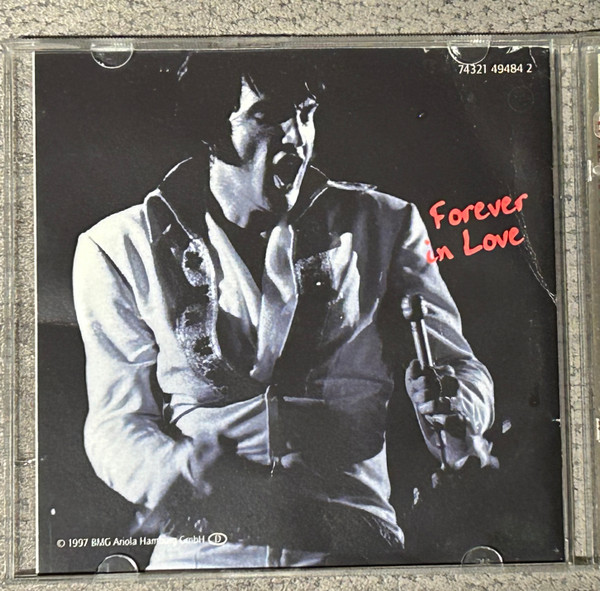 74321 49484 2
Forever
in Love
© 1997 BMG Ariola Hamburg GmbH D